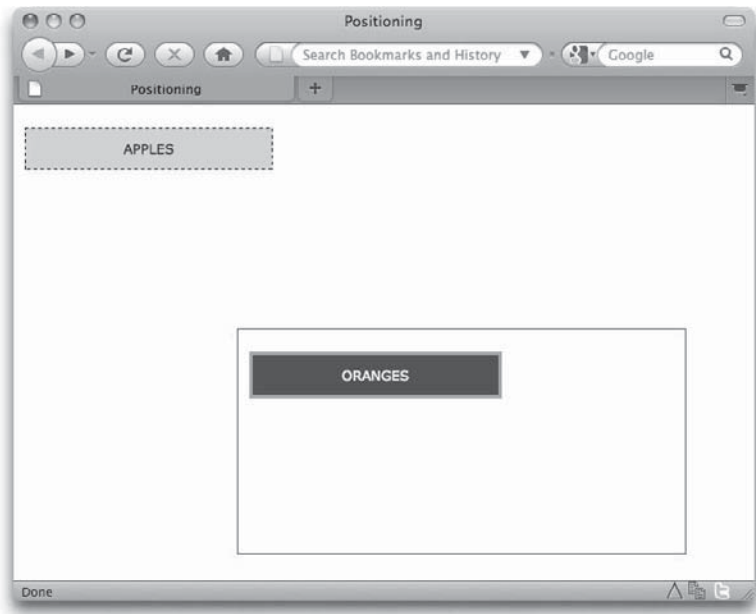 Positioning
Search Bookmarks and History
Google
Positioning
+
APPLES
ORANGES
Done